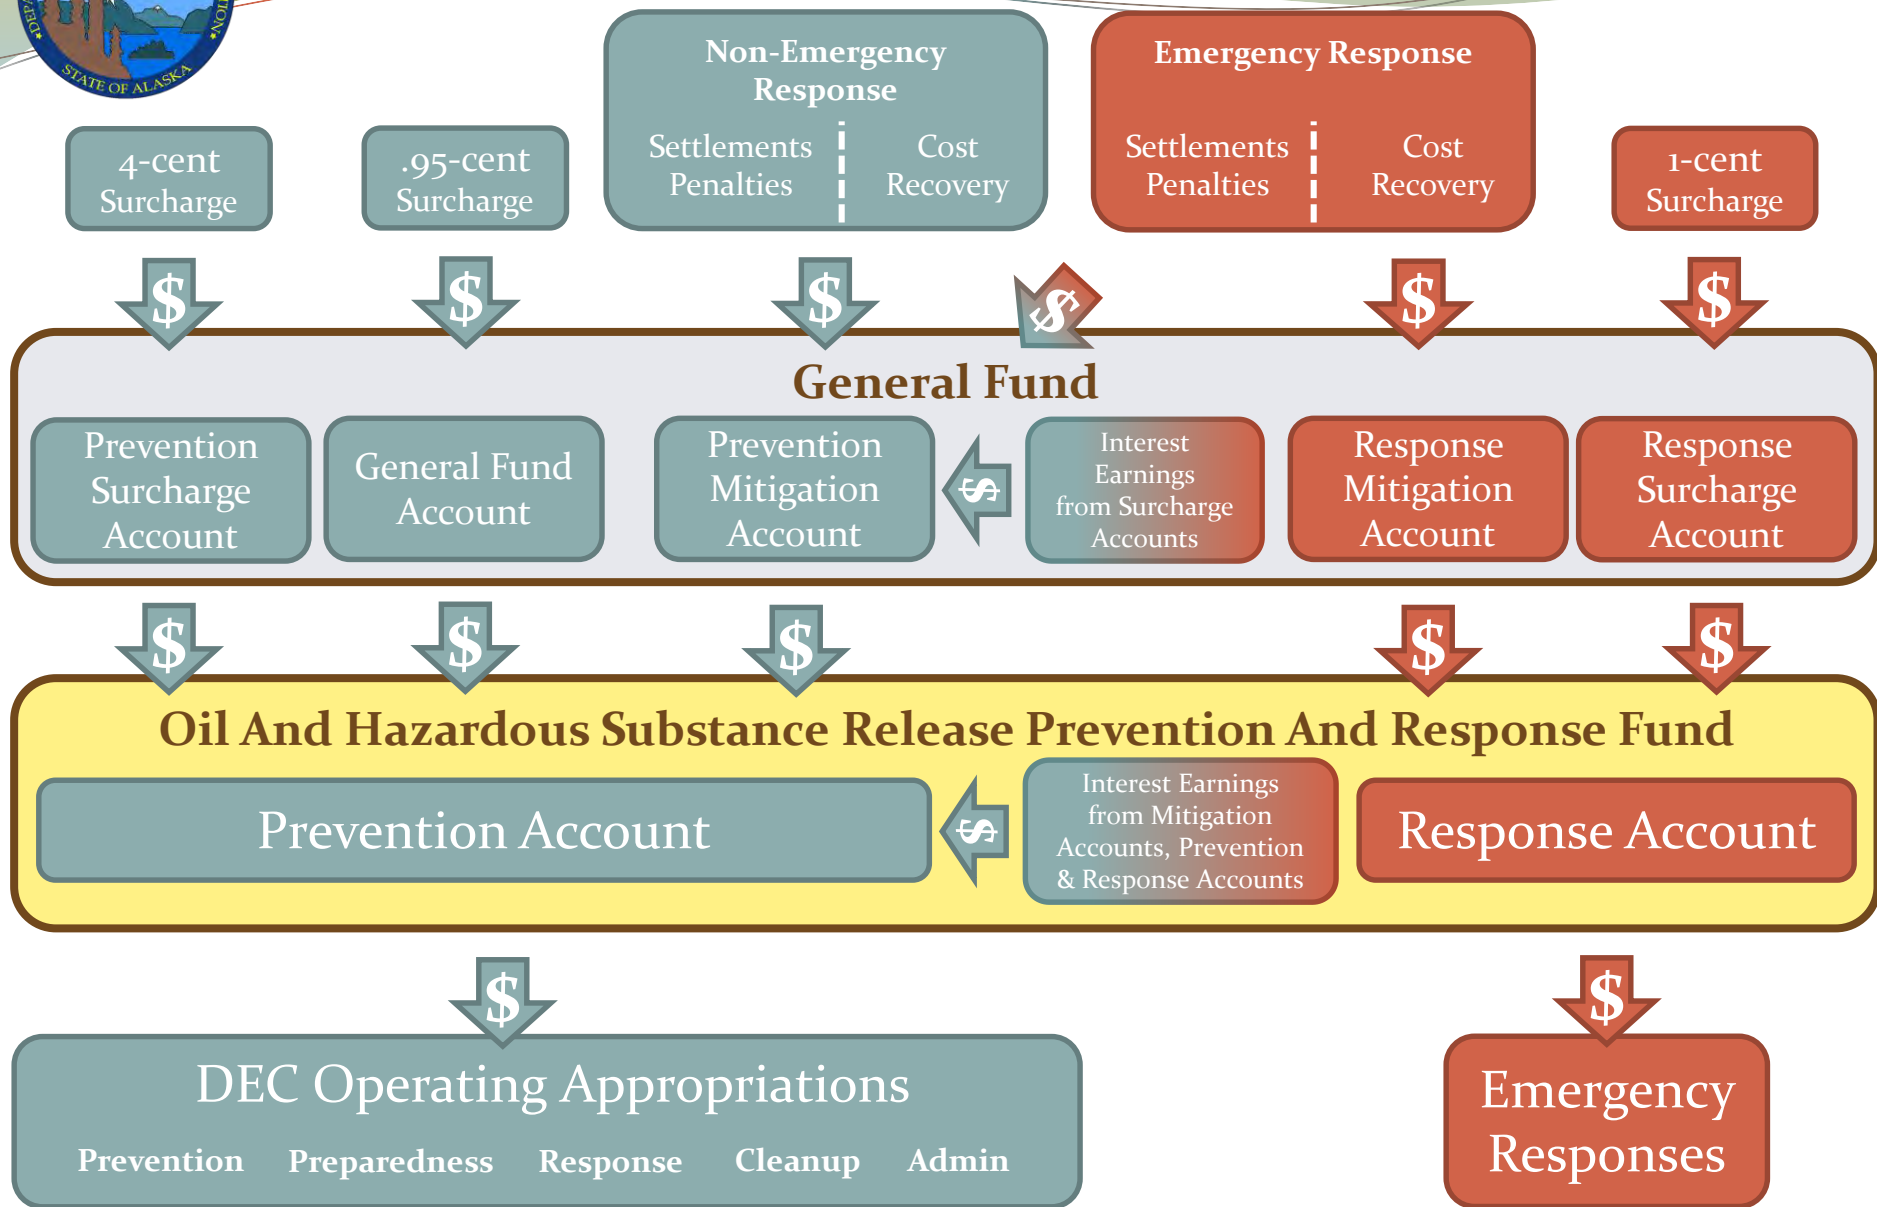 DEP
TION
STATE OF ALASKA
Non-Emergency
Response
Settlements
Penalties
Cost
Recovery
Emergency Response
Settlements
Penalties
Cost
Recovery
4-cent
Surcharge
.95-cent
Surcharge
1-cent
Surcharge
$
$
$
$
$
$
General Fund
Prevention
Surcharge
Account
General Fund
Account
Prevention
Mitigation
Account
$
Interest
Earnings
from Surcharge
Accounts
Response
Mitigation
Account
Response
Surcharge
Account
$
$
$
$
$
Oil And Hazardous Substance Release Prevention And Response Fund
Prevention Account
$
Interest Earnings
from Mitigation
Accounts, Prevention
& Response Accounts
Response Account
$
$
DEC Operating Appropriations
Prevention Preparedness Response Cleanup Admin
Emergency
Responses